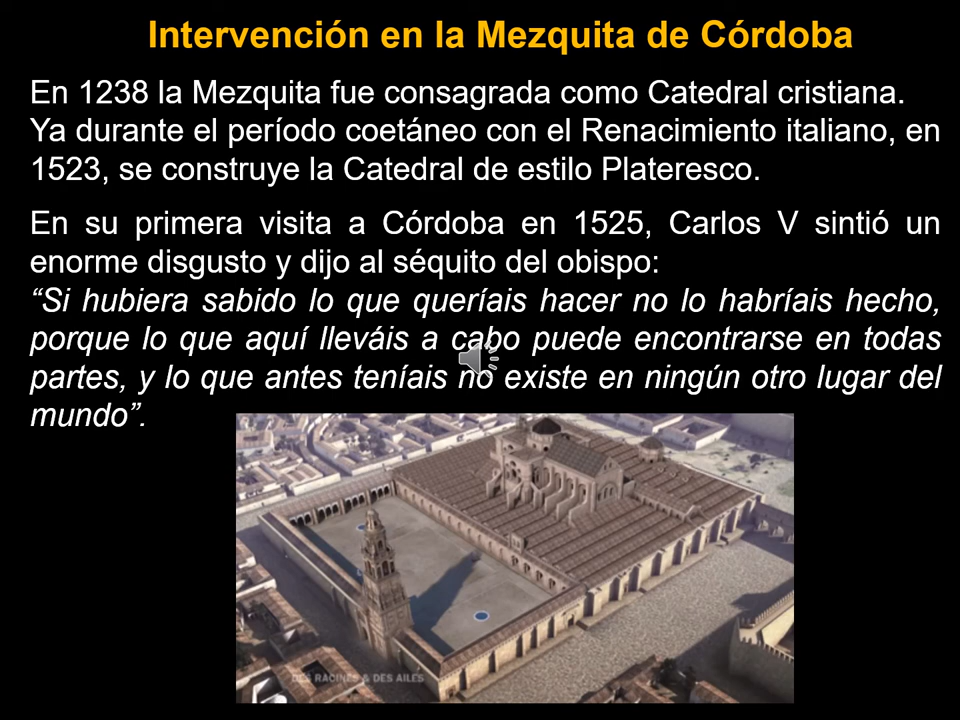 Intervención en la Mezquita de Córdoba
En 1238 la Mezquita fue consagrada como Catedral cristiana.
Ya durante el período coetáneo con el Renacimiento italiano, en
1523, se construye la Catedral de estilo Plateresco.
En su primera visita a Córdoba en 1525, Carlos V sintió un
enorme disgusto y dijo al séquito del obispo:
“Si hubiera sabido lo que queríais hacer no lo habríais hecho,
porque lo que aquí lleváis a cabo puede encontrarse en todas
partes, y lo que antes teníais no existe en ningún otro lugar del
mundo”.
DES RACINES & DES AILES